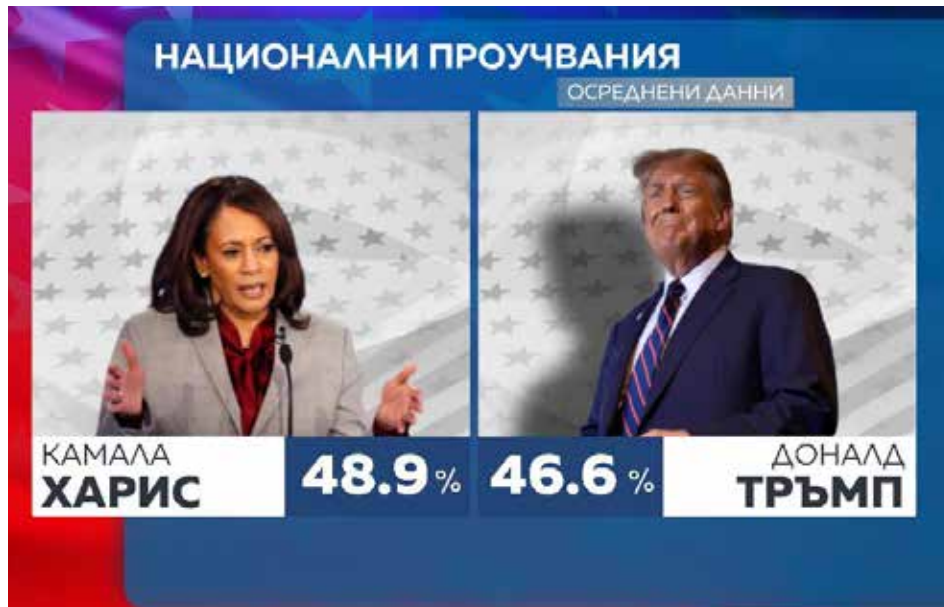 НАЦИОНАЛНИ ПРОУЧВАНИЯ
ОСРЕДНЕНИ ДАННИ
КАМАЛА
ХАРИС
48.9 %
46.6 %
ДОНАЛД
ТРЪМП